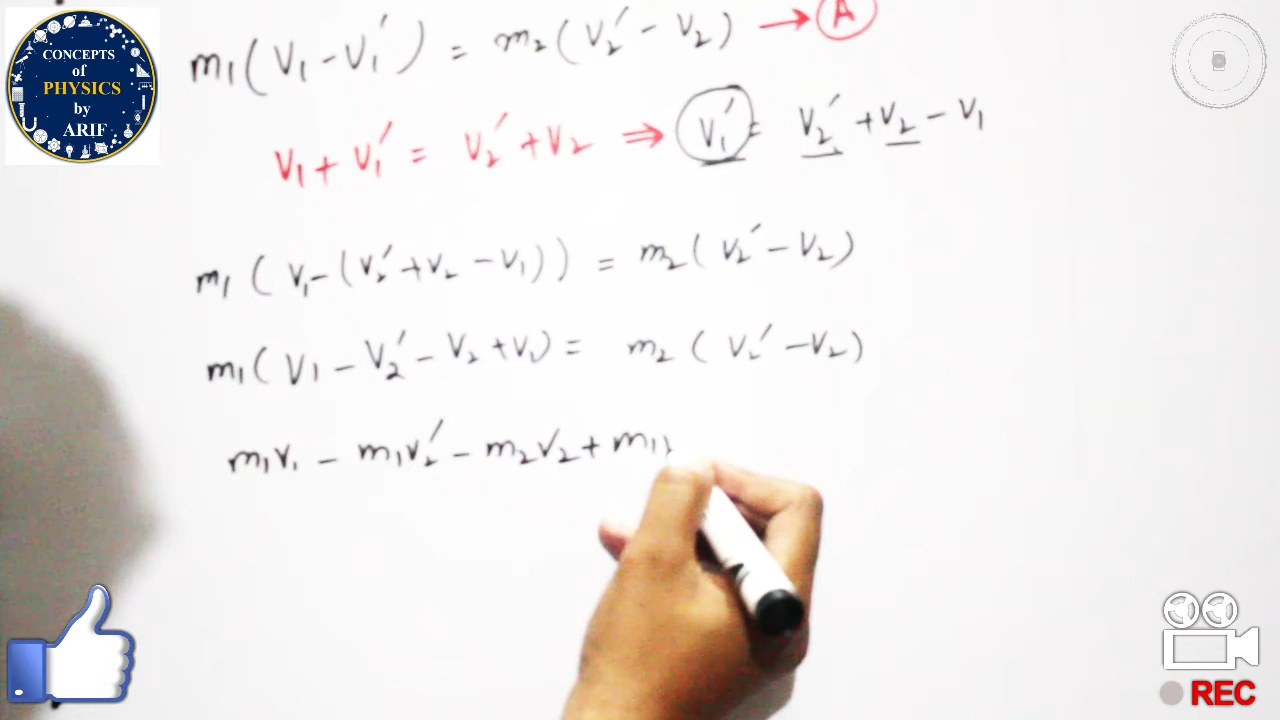 CONCEPTS
of
PHYSICS
by
ARIF
m₁(V₁-V₁′) = m₂(V₂′-V₂) → A
V₁+V₁′ = V₂′+V₂ ⇒ V₁′ = V₂′+V₂-V₁
m₁(V₁-(V₂′+V₂-V₁)) = m₂(V₂′-V₂)
m₁(V₁-V₂′-V₂+V₁) = m₂(V₂′-V₂)
m₁V₁ - m₁V₂′ - m₂V₂ + m₁
REC